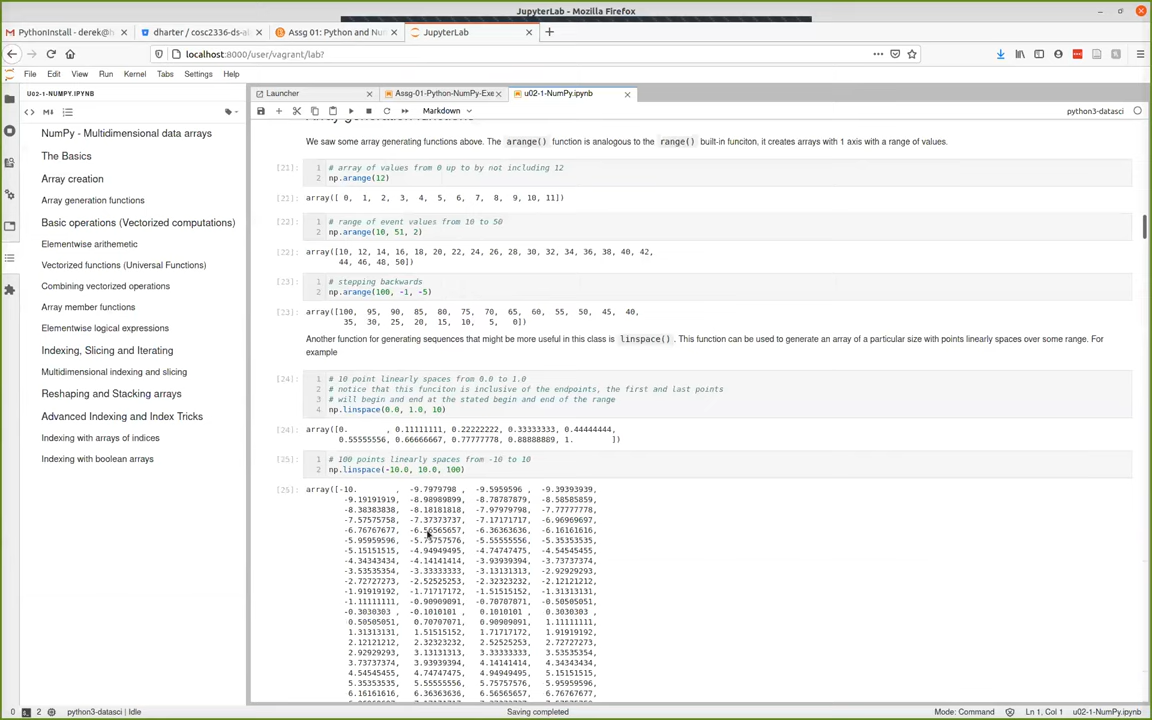 JupyterLab - Mozilla Firefox
PythonInstall - derek@h
dharter / cosc2336-ds-al
Assg 01: Python and Num
JupyterLab
localhost:8000/user/vagrant/lab?
File Edit View Run Kernel Tabs Settings Help
U02-1-NUMPY.IPYNB
NumPy - Multidimensional data arrays
The Basics
Array creation
Array generation functions
Basic operations (Vectorized computations)
Elementwise arithemetic
Vectorized functions (Universal Functions)
Combining vectorized operations
Array member functions
Elementwise logical expressions
Indexing, Slicing and Iterating
Multidimensional indexing and slicing
Reshaping and Stacking arrays
Advanced Indexing and Index Tricks
Indexing with arrays of indices
Indexing with boolean arrays
Launcher
Assg-01-Python-NumPy-Exe
u02-1-NumPy.ipynb
Markdown
python3-datasci
Array generation functions
We saw some array generating functions above. The arange() function is analogous to the range() built-in funciton, it creates arrays with 1 axis with a range of values.
[21]:
1 # array of values from 0 up to by not including 12
2 np.arange(12)
[21]: array([ 0, 1, 2, 3, 4, 5, 6, 7, 8, 9, 10, 11])
[22]:
1 # range of event values from 10 to 50
2 np.arange(10, 51, 2)
[22]: array([10, 12, 14, 16, 18, 20, 22, 24, 26, 28, 30, 32, 34, 36, 38, 40, 42,
44, 46, 48, 50])
[23]:
1 # stepping backwards
2 np.arange(100, -1, -5)
[23]: array([100, 95, 90, 85, 80, 75, 70, 65, 60, 55, 50, 45, 40,
35, 30, 25, 20, 15, 10, 5, 0])
Another function for generating sequences that might be more useful in this class is linspace() . This function can be used to generate an array of a particular size with points linearly spaces over some range. For
example
[24]:
1 # 10 point linearly spaces from 0.0 to 1.0
2 # notice that this funciton is inclusive of the endpoints, the first and last points
3 # will begin and end at the stated begin and end of the range
4 np.linspace(0.0, 1.0, 10)
[24]: array([0. , 0.11111111, 0.22222222, 0.33333333, 0.44444444,
0.55555556, 0.66666667, 0.77777778, 0.88888889, 1. ])
[25]:
1 # 100 points linearly spaces from -10 to 10
2 np.linspace(-10.0, 10.0, 100)
[25]: array([-10. , -9.7979798 , -9.5959596 , -9.39393939,
-9.19191919, -8.98989899, -8.78787879, -8.58585859,
-8.38383838, -8.18181818, -7.97979798, -7.77777778,
-7.57575758, -7.37373737, -7.17171717, -6.96969697,
-6.76767677, -6.56565657, -6.36363636, -6.16161616,
-5.95959596, -5.75757576, -5.55555556, -5.35353535,
-5.15151515, -4.94949495, -4.74747475, -4.54545455,
-4.34343434, -4.14141414, -3.93939394, -3.73737374,
-3.53535354, -3.33333333, -3.13131313, -2.92929293,
-2.72727273, -2.52525253, -2.32323232, -2.12121212,
-1.91919192, -1.71717172, -1.51515152, -1.31313131,
-1.11111111, -0.90909091, -0.70707071, -0.50505051,
-0.3030303 , -0.1010101 , 0.1010101 , 0.3030303 ,
0.50505051, 0.70707071, 0.90909091, 1.11111111,
1.31313131, 1.51515152, 1.71717172, 1.91919192,
2.12121212, 2.32323232, 2.52525253, 2.72727273,
2.92929293, 3.13131313, 3.33333333, 3.53535354,
3.73737374, 3.93939394, 4.14141414, 4.34343434,
4.54545455, 4.74747475, 4.94949495, 5.15151515,
5.35353535, 5.55555556, 5.75757576, 5.95959596,
6.16161616, 6.36363636, 6.56565657, 6.76767677,
0 2 python3-datasci | Idle
Saving completed
Mode: Command Ln 1, Col 1 u02-1-NumPy.ipynb